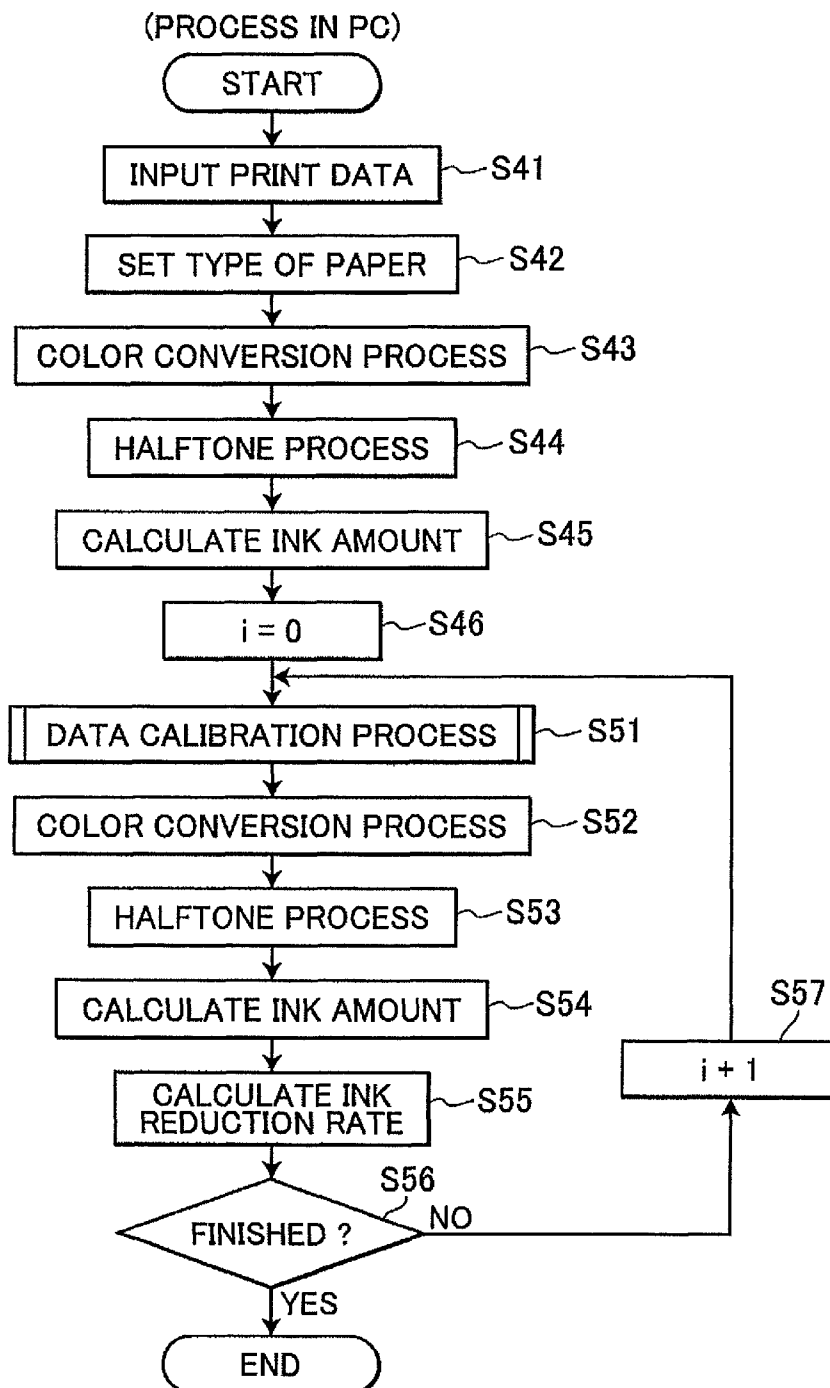 (PROCESS IN PC)
START
INPUT PRINT DATA
S41
SET TYPE OF PAPER
S42
COLOR CONVERSION PROCESS
S43
HALFTONE PROCESS
S44
CALCULATE INK AMOUNT
S45
i = 0
S46
DATA CALIBRATION PROCESS
S51
COLOR CONVERSION PROCESS
S52
HALFTONE PROCESS
S53
CALCULATE INK AMOUNT
S54
S57
i + 1
CALCULATE INK
REDUCTION RATE
S55
S56
FINISHED ?
NO
YES
END